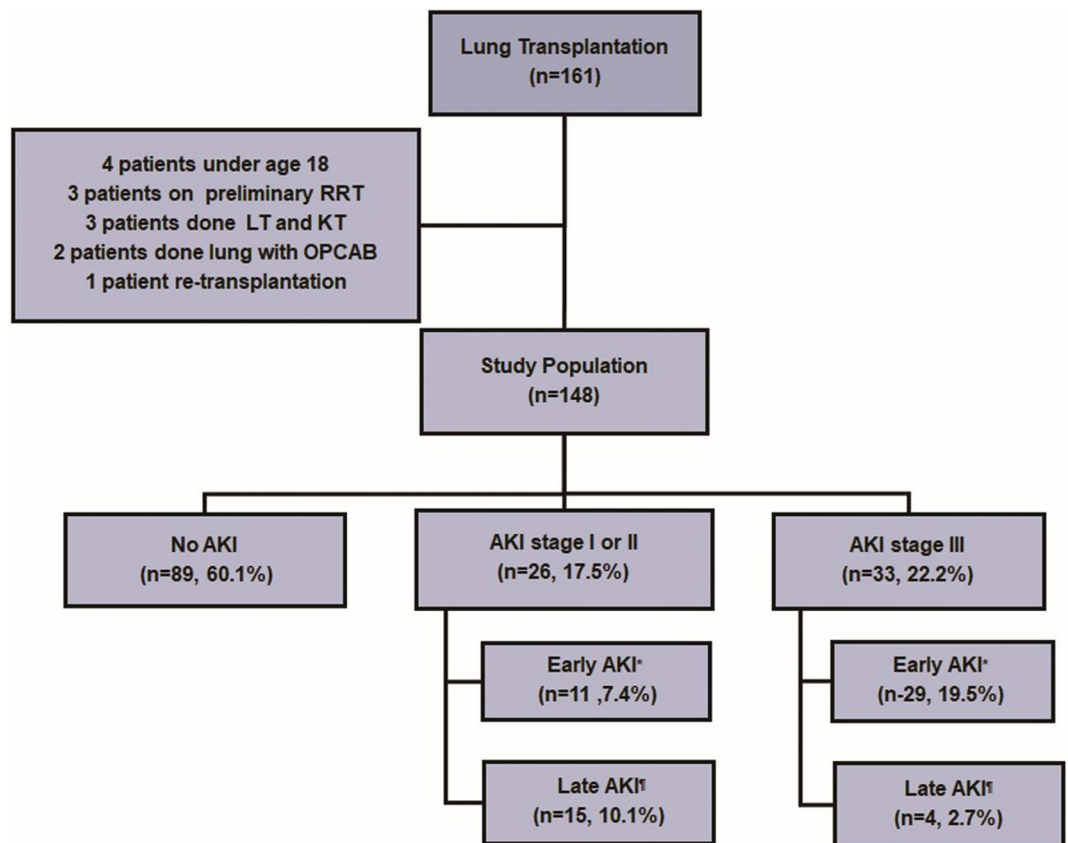 Lung Transplantation
(n=161)
4 patients under age 18
3 patients on preliminary RRT
3 patients done LT and KT
2 patients done lung with OPCAB
1 patient re-transplantation
Study Population
(n=148)
No AKI
(n=89, 60.1%)
AKI stage I or II
(n=26, 17.5%)
AKI stage III
(n=33, 22.2%)
Early AKI*
(n=11 ,7.4%)
Early AKI*
(n-29, 19.5%)
Late AKI¶
(n=15, 10.1%)
Late AKI¶
(n=4, 2.7%)